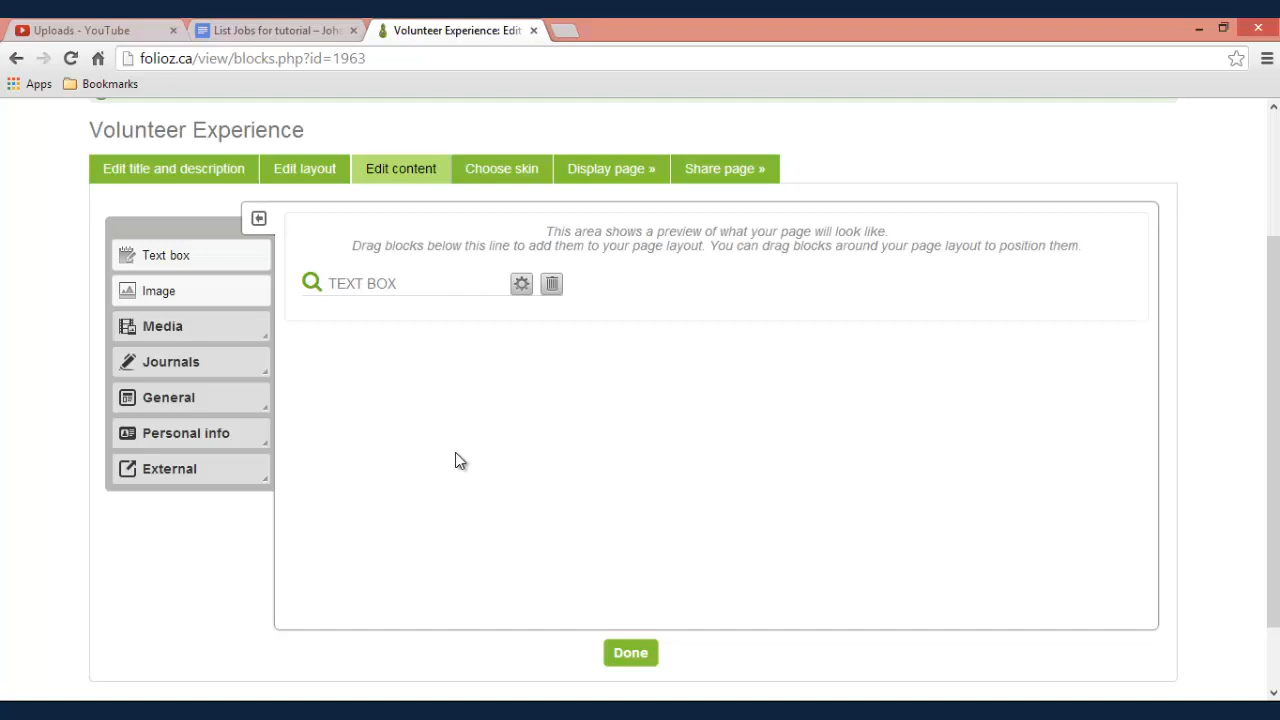 Uploads - YouTube
List Jobs for tutorial – Joh
Volunteer Experience: Edit
folioz.ca/view/blocks.php?id=1963
Apps
Bookmarks
Volunteer Experience
Edit title and description
Edit layout
Edit content
Choose skin
Display page »
Share page »
Text box
Image
Media
Journals
General
Personal info
External
This area shows a preview of what your page will look like.
Drag blocks below this line to add them to your page layout. You can drag blocks around your page layout to position them.
TEXT BOX
Done